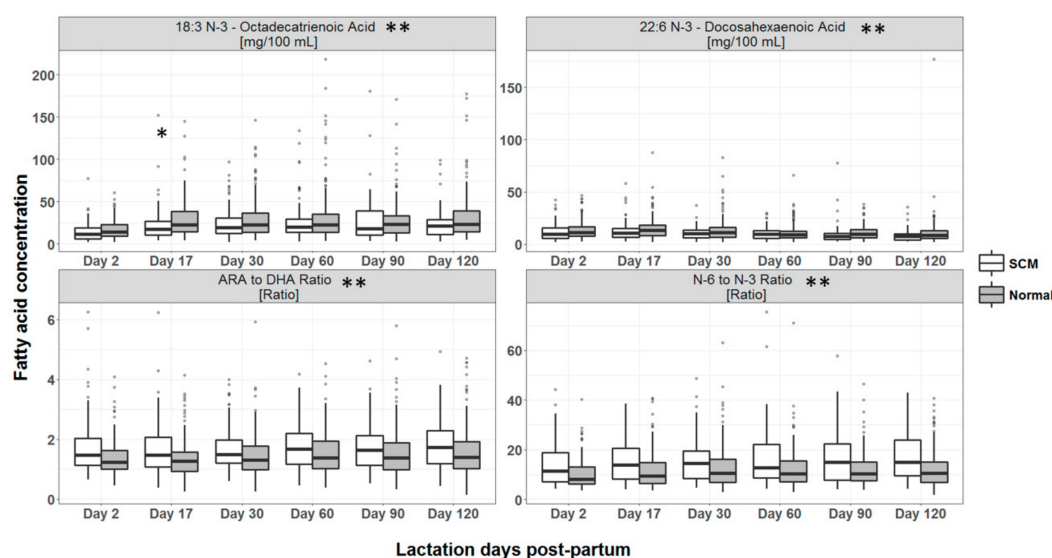 18:3 N-3 - Octadecatrienoic Acid **
[mg/100 mL]
22:6 N-3 - Docosahexaenoic Acid **
[mg/100 mL]
200
150
100
50
0
*
150
100
50
0
Day 2 Day 17 Day 30 Day 60 Day 90 Day 120
Day 2 Day 17 Day 30 Day 60 Day 90 Day 120
ARA to DHA Ratio **
[Ratio]
N-6 to N-3 Ratio **
[Ratio]
6
4
2
0
60
40
20
0
Day 2 Day 17 Day 30 Day 60 Day 90 Day 120
Day 2 Day 17 Day 30 Day 60 Day 90 Day 120
Fatty acid concentration
Lactation days post-partum
SCM
Normal